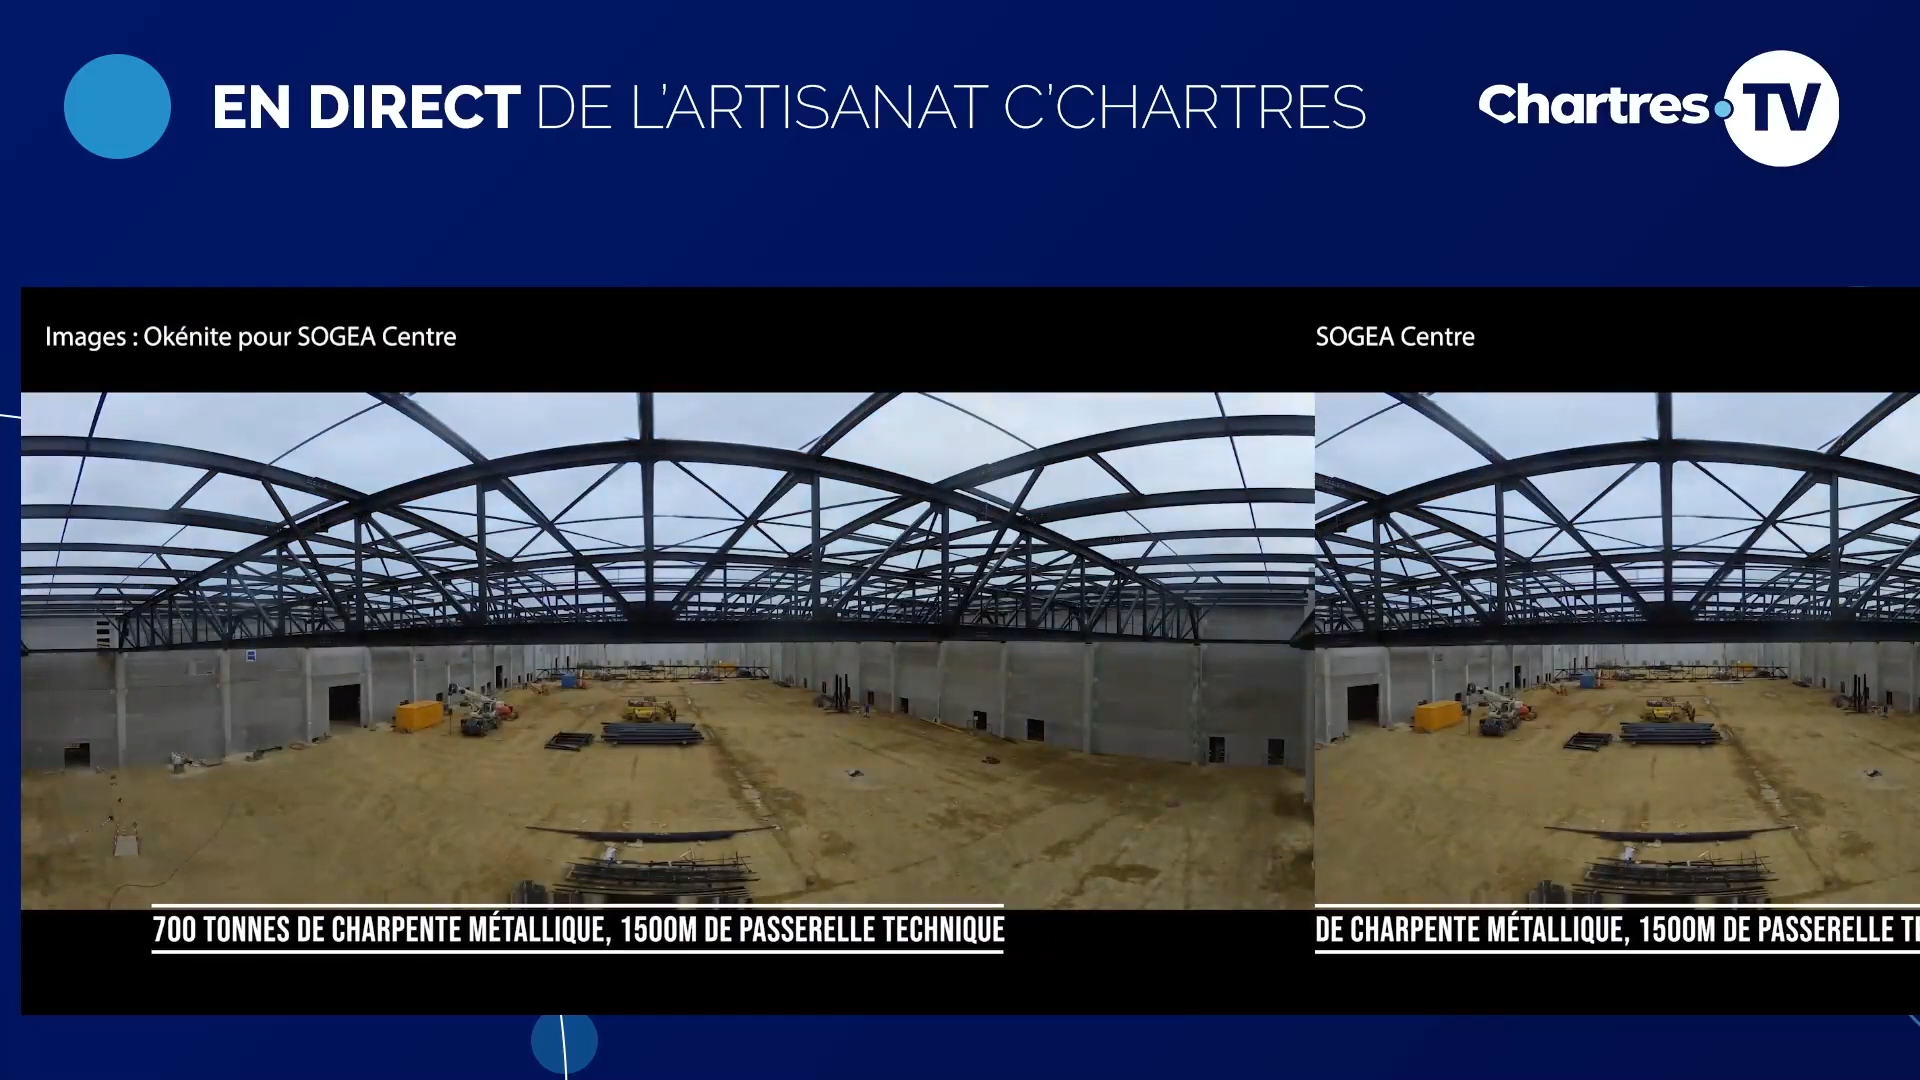 EN DIRECT DE L'ARTISANAT C'CHARTRES
Chartres TV
Images : Okénite pour SOGEA Centre
SOGEA Centre
700 TONNES DE CHARPENTE MÉTALLIQUE, 1500M DE PASSERELLE TECHNIQUE
DE CHARPENTE MÉTALLIQUE, 1500M DE PASSERELLE